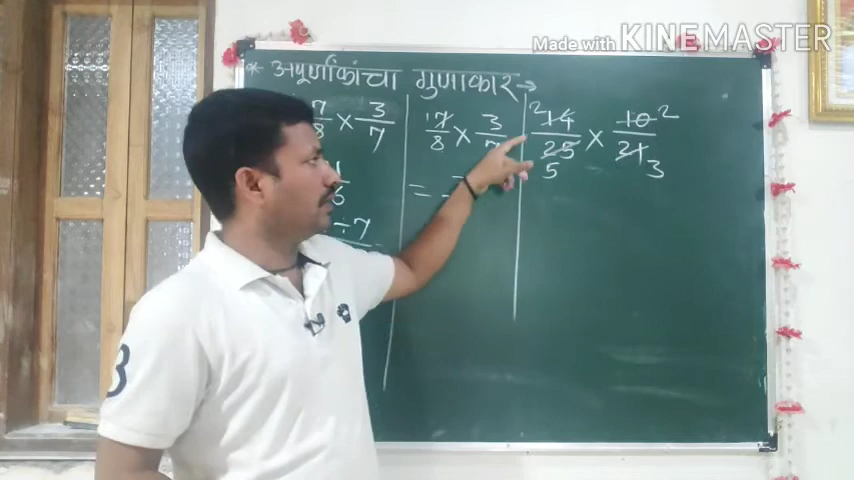 Made with KINEMASTER
* अपूर्णांकांचा गुणाकार →
7/8 × 3/7
1 7/8 × 3
2 14/25 5 × 10 2/21 3
=
÷7